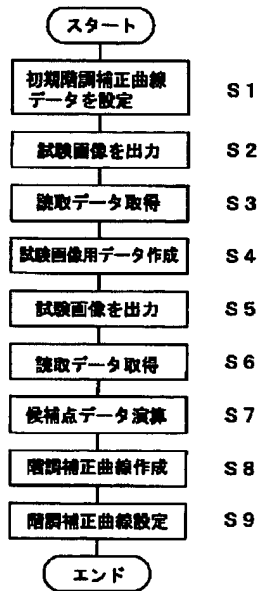 スタート
初期階調補正曲線
データを設定
S1
試験画像を出力
S2
読取データ取得
S3
試験画像用データ作成
S4
試験画像を出力
S5
読取データ取得
S6
候補点データ演算
S7
階調補正曲線作成
S8
階調補正曲線設定
S9
エンド